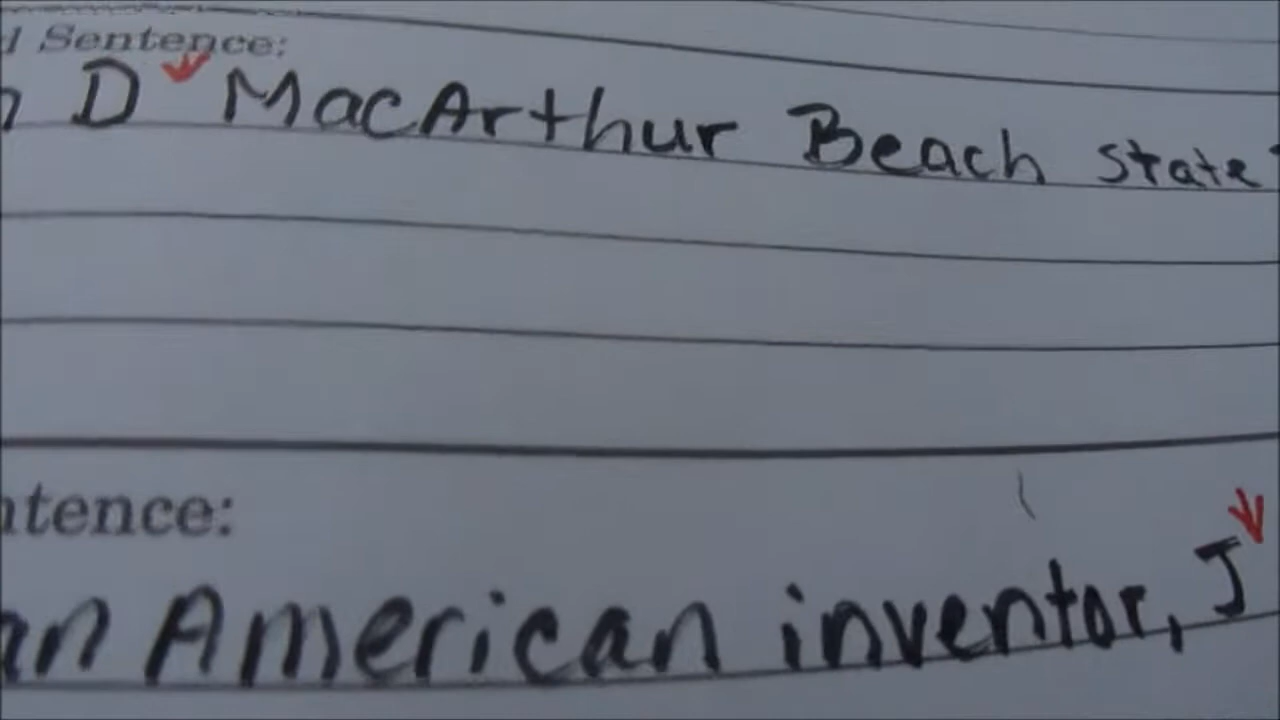 Sentence:
D MacArthur Beach state
ntence:
an American inventor, J